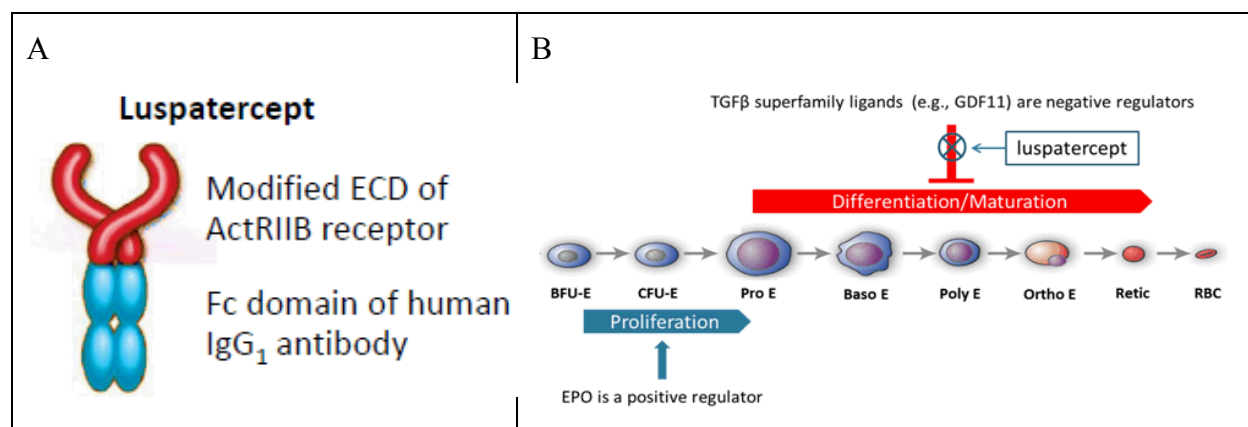 A
Luspatercept
Modified ECD of
ActRIIB receptor
Fc domain of human
IgG₁ antibody
B
TGFβ superfamily ligands (e.g., GDF11) are negative regulators
luspatercept
Differentiation/Maturation
BFU-E CFU-E Pro E Baso E Poly E Ortho E Retic RBC
Proliferation
EPO is a positive regulator